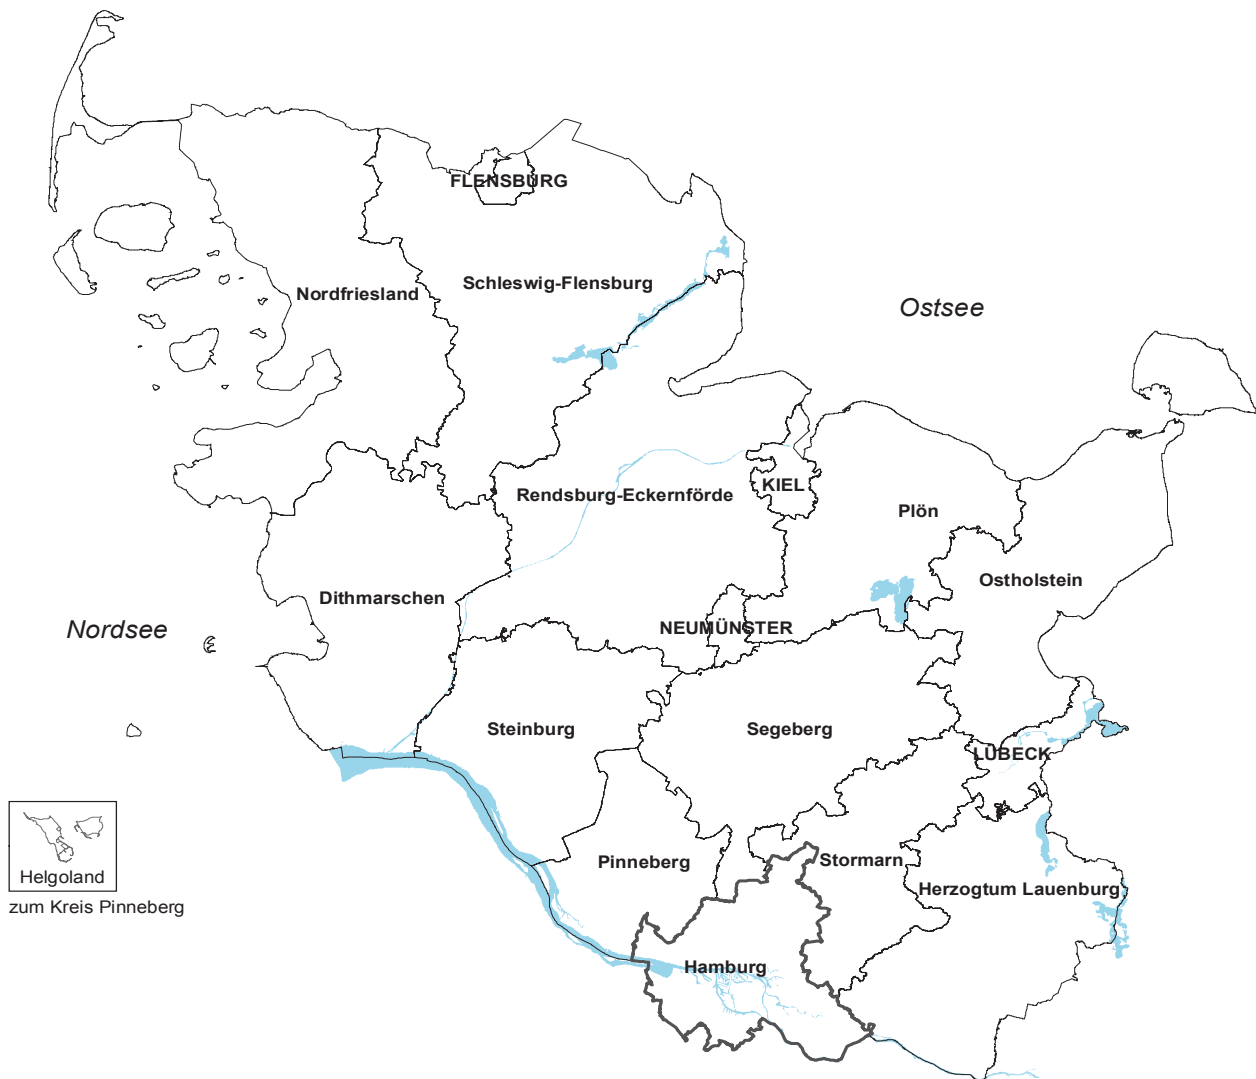 FLENSBURG
Schleswig-Flensburg
Nordfriesland
Ostsee
KIEL
Rendsburg-Eckernförde
Plön
Ostholstein
Dithmarschen
Nordsee
NEUMÜNSTER
Steinburg
Segeberg
LÜBECK
Pinneberg
Stormarn
Helgoland
Herzogtum Lauenburg
zum Kreis Pinneberg
Hamburg